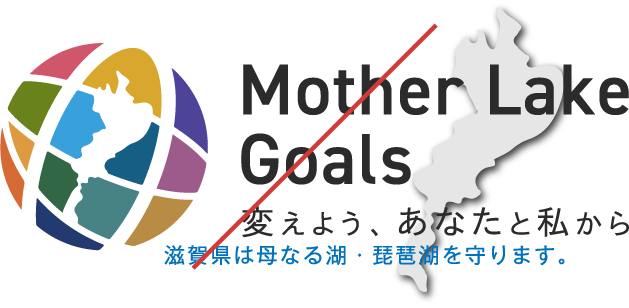 Mother Lake
Goals
変えよう、あなたと私から
滋賀県は母なる湖・琵琶湖を守ります。